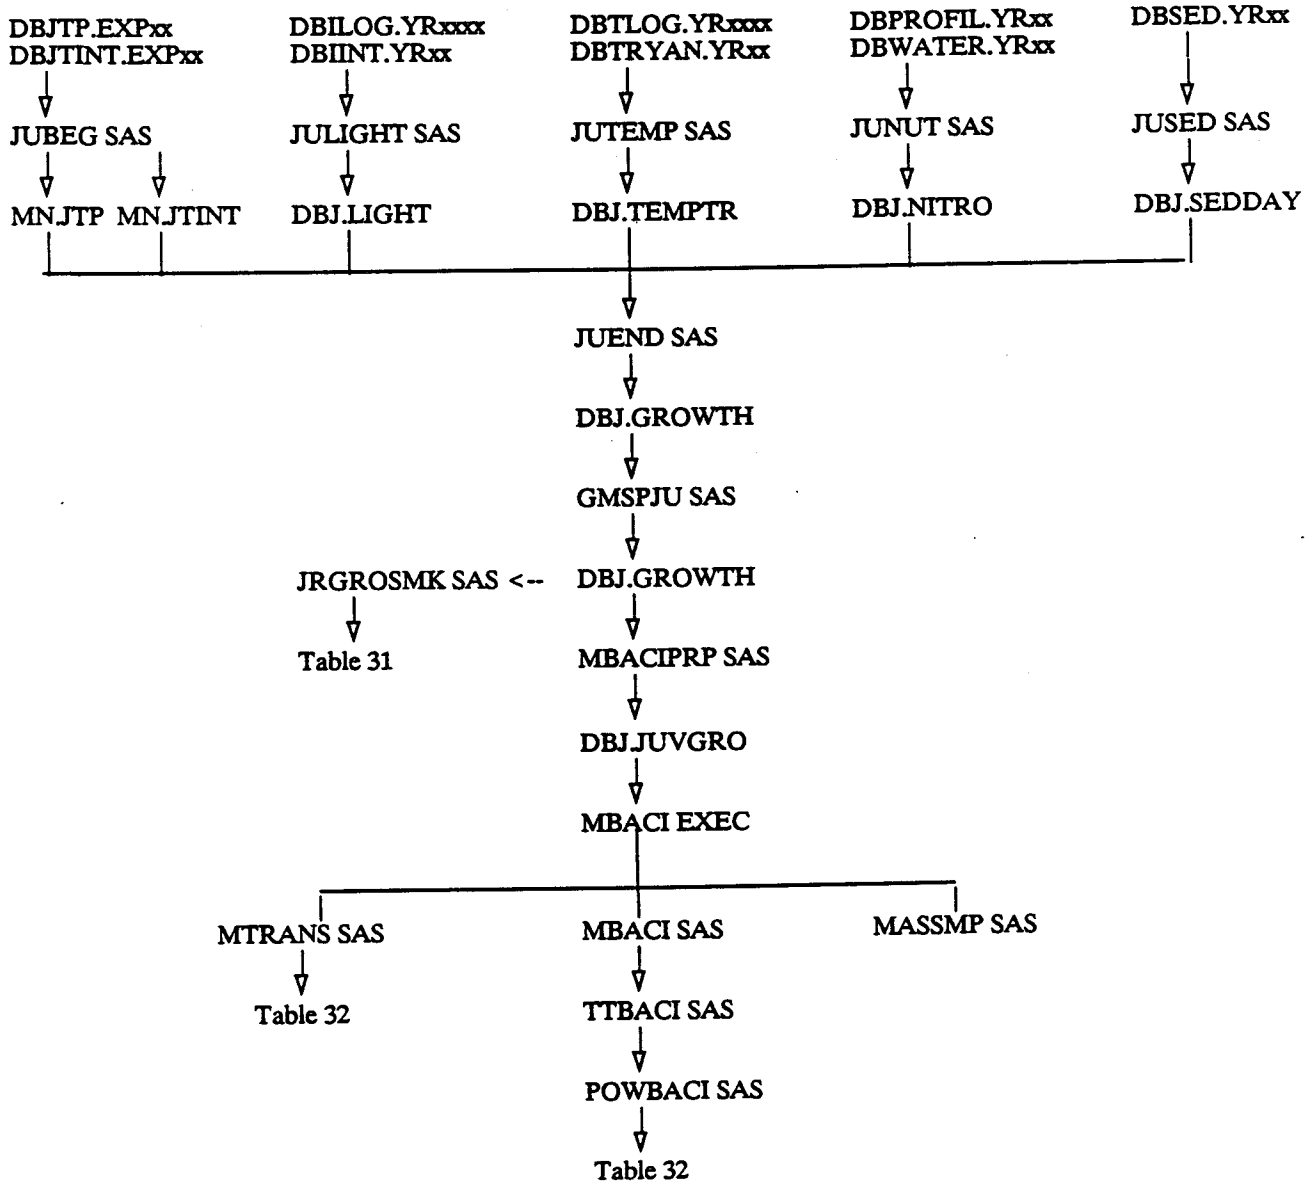 DBJTP.EXPxx DBILOG.YRxxxx DBTLOG.YRxxxx DBPROFIL.YRxx DBSED.YRxx
DBJTINT.EXPxx DBIINT.YRxx DBTRYAN.YRxx DBWATER.YRxx
JUBEG SAS JULIGHT SAS JUTEMP SAS JUNUT SAS JUSED SAS
MN.JTP MN.JTINT DBJ.LIGHT DBJ.TEMPTR DBJ.NITRO DBJ.SEDDAY
JUEND SAS
DBJ.GROWTH
GMSPJU SAS
JRGROSMK SAS <-- DBJ.GROWTH
Table 31 MBACIPRP SAS
DBJ.JUVGRO
MBACI EXEC
MTRANS SAS MBACI SAS MASSMP SAS
Table 32 TTBACI SAS
POWBACI SAS
Table 32